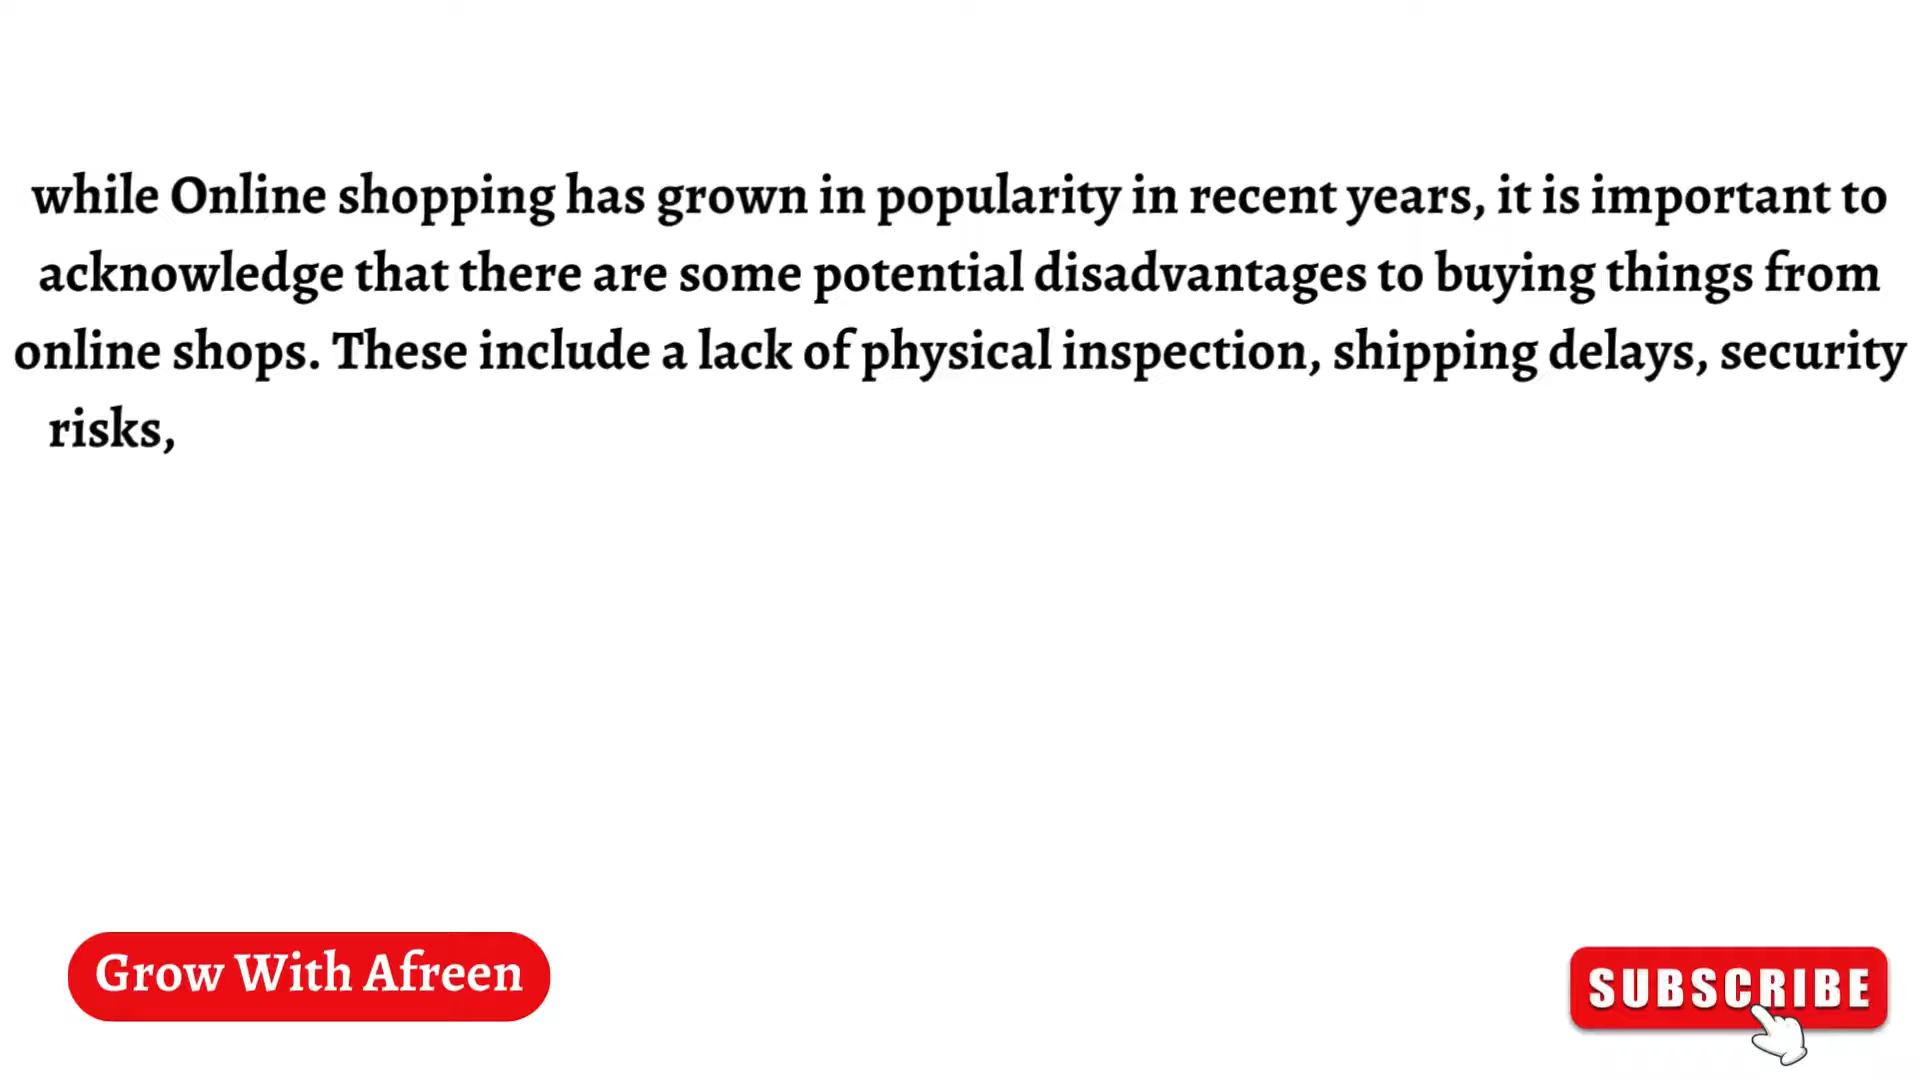 while Online shopping has grown in popularity in recent years, it is important to
acknowledge that there are some potential disadvantages to buying things from
online shops. These include a lack of physical inspection, shipping delays, security
risks,
Grow With Afreen
SUBSCRIBE